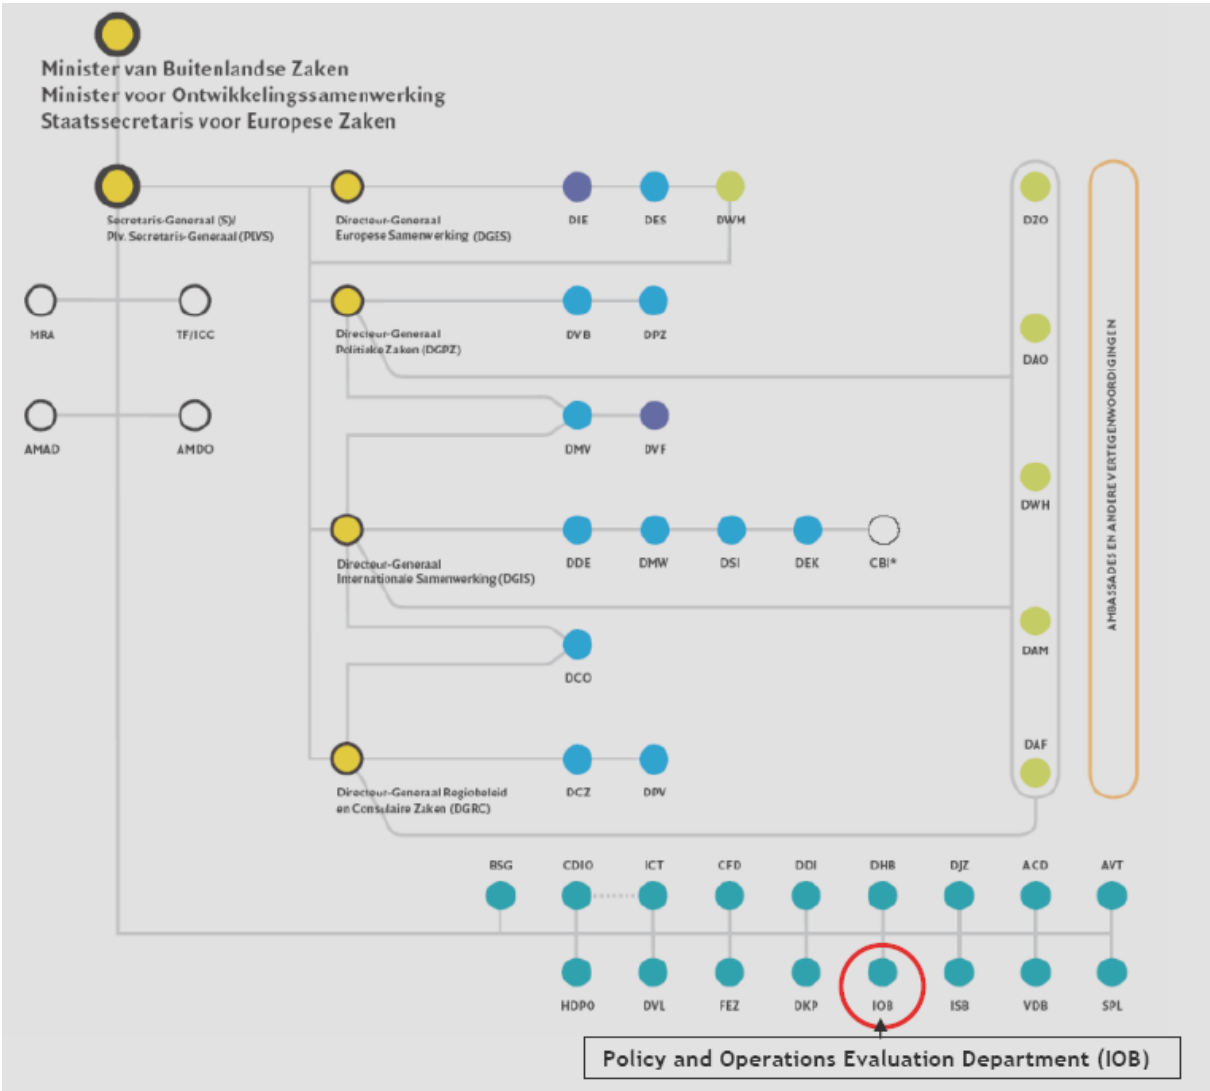 Minister van Buitenlandse Zaken
Minister voor Ontwikkelingssamenwerking
Staatssecretaris voor Europese Zaken
Secretaris-Generaal (S)/
Plv. Secretaris-Generaal (PLVS)
Directeur-Generaal
Europese Samenwerking (DGES)
DIE DES DWM DZO
MRA TF/ICC
Directeur-Generaal
Politieke Zaken (DGPZ)
DVB DPZ DAO
AMAD AMDO DMV DVF
DWH
Directeur-Generaal
Internationale Samenwerking (DGIS)
DDE DMW DSI DEK CBI*
DAM
DCO
DAF
Directeur-Generaal Regiobeleid
en Consulaire Zaken (DGRC)
DCZ DPV
AMBASSADES EN ANDERE VERTEGENWOORDIGINGEN
BSG CDIO ICT CFD DDI DHB DJZ ACD AVT
HDPO DVL FEZ DKP IOB ISB VDB SPL
Policy and Operations Evaluation Department (IOB)